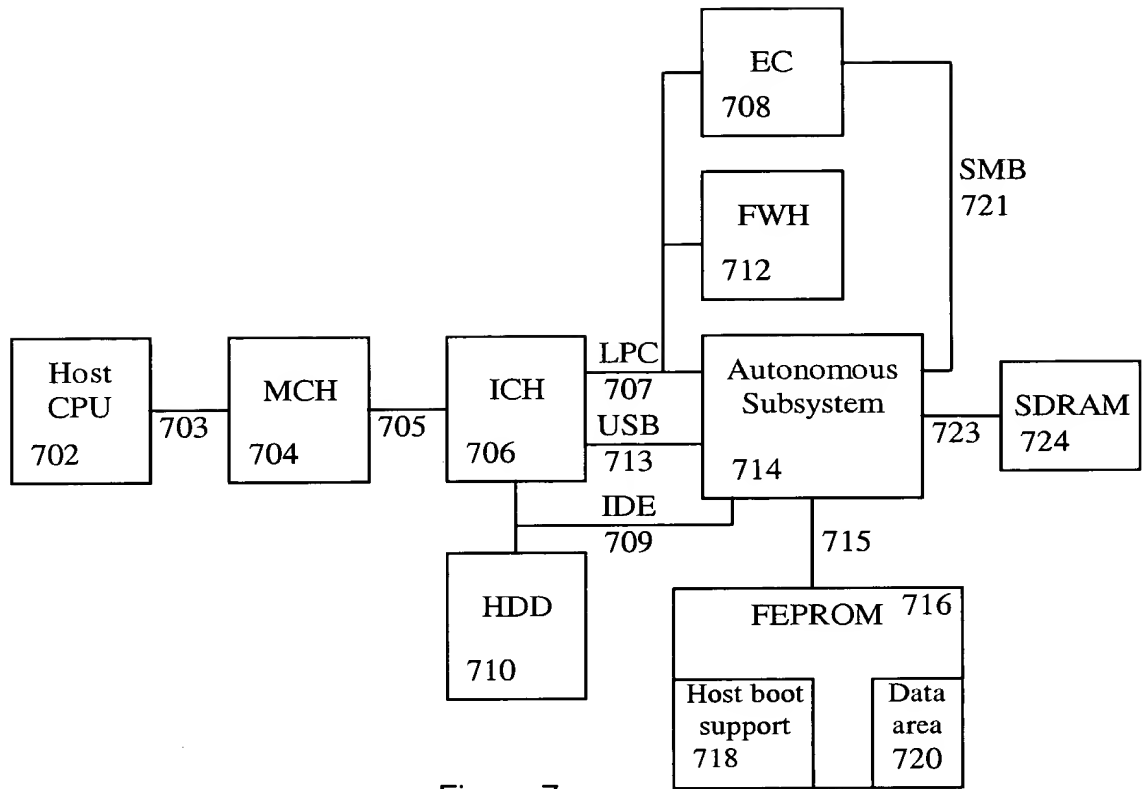 EC
708
SMB
721
FWH
712
Host
CPU
702
703
MCH
704
705
ICH
706
LPC
707
USB
713
IDE
709
Autonomous
Subsystem
714
723
SDRAM
724
HDD
710
715
FEPROM
716
Host boot
support
718
Data
area
720